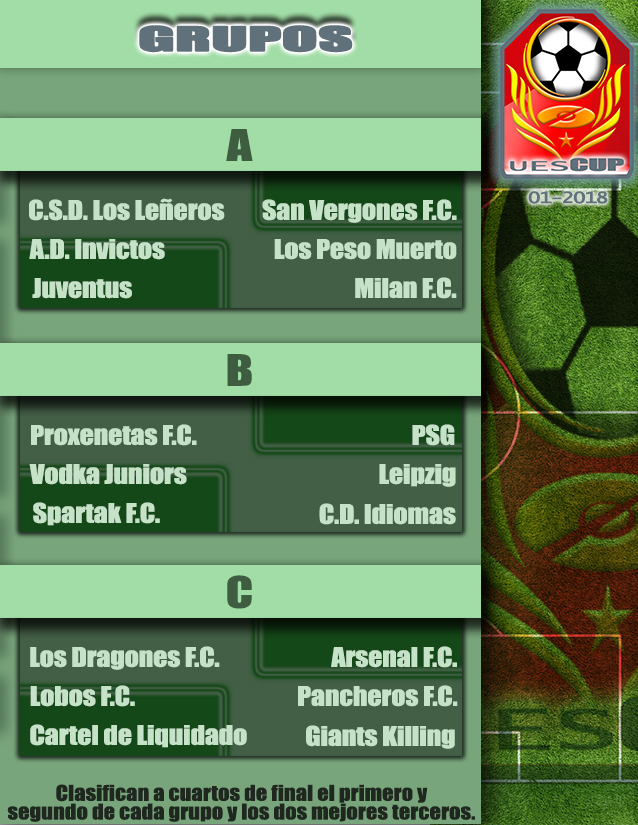 GRUPOS
UESCUP
01-2018
A
C.S.D. Los Leñeros San Vergones F.C.
A.D. Invictos Los Peso Muerto
Juventus Milan F.C.
B
Proxenetas F.C. PSG
Vodka Juniors Leipzig
Spartak F.C. C.D. Idiomas
C
Los Dragones F.C. Arsenal F.C.
Lobos F.C. Pancheros F.C.
Cartel de Liquidado Giants Killing
ES
Clasifican a cuartos de final el primero y
segundo de cada grupo y los dos mejores terceros.